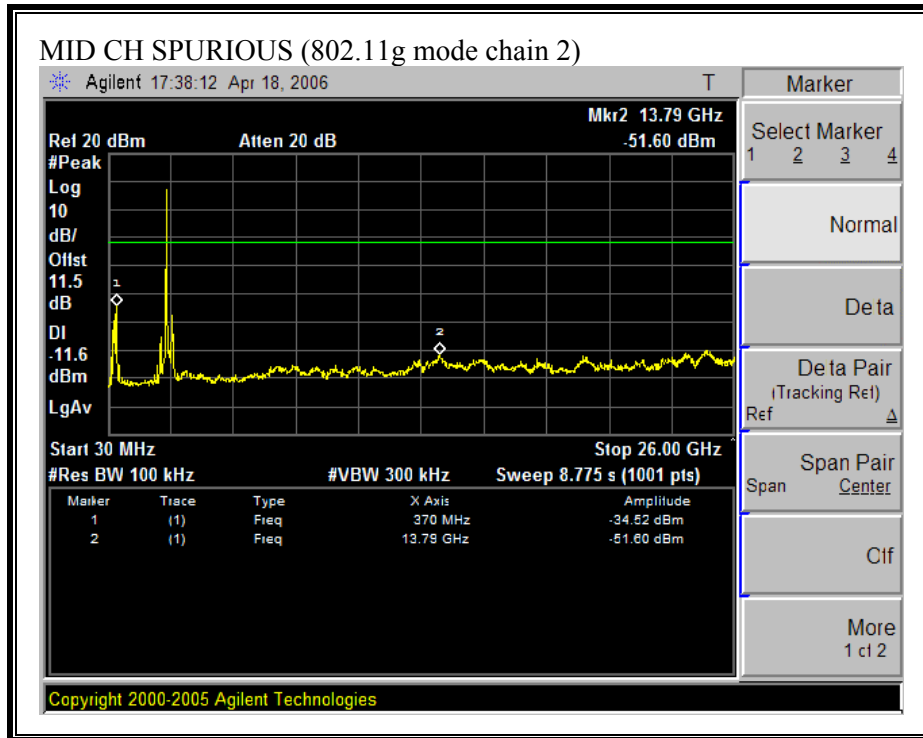 MID CH SPURIOUS (802.11g mode chain 2)
Agilent 17:38:12 Apr 18, 2006 T
Mkr2 13.79 GHz
Ref 20 dBm Atten 20 dB -51.60 dBm
#Peak
Log
10
dB/
Offst
11.5
dB
DI
-11.6
dBm
LgAv
1
2
Start 30 MHz Stop 26.00 GHz
#Res BW 100 kHz #VBW 300 kHz Sweep 8.775 s (1001 pts)
Marker Trace Type X Axis Amplitude
1 (1) Freq 370 MHz -34.52 dBm
2 (1) Freq 13.79 GHz -51.60 dBm
Copyright 2000-2005 Agilent Technologies
Marker
Select Marker
1 2 3 4
Normal
Delta
Delta Pair
(Tracking Ref)
Ref Δ
Span Pair
Span Center
Off
More
1 of 2